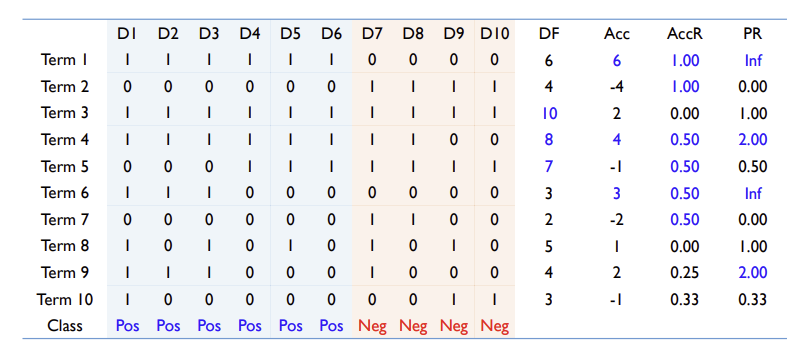 D1 D2 D3 D4 D5 D6 D7 D8 D9 D10 DF Acc AccR PR
Term 1 1 1 1 1 1 1 0 0 0 0 6 6 1.00 Inf
Term 2 0 0 0 0 0 0 1 1 1 1 4 -4 1.00 0.00
Term 3 1 1 1 1 1 1 1 1 1 1 10 2 0.00 1.00
Term 4 1 1 1 1 1 1 1 1 0 0 8 4 0.50 2.00
Term 5 0 0 0 1 1 1 1 1 1 1 7 -1 0.50 0.50
Term 6 1 1 1 0 0 0 0 0 0 0 3 3 0.50 Inf
Term 7 0 0 0 0 0 0 1 1 0 0 2 -2 0.50 0.00
Term 8 1 0 1 0 1 0 1 0 1 0 5 1 0.00 1.00
Term 9 1 1 1 0 0 0 1 0 0 0 4 2 0.25 2.00
Term 10 1 0 0 0 0 0 0 0 1 1 3 -1 0.33 0.33
Class Pos Pos Pos Pos Pos Pos Neg Neg Neg Neg